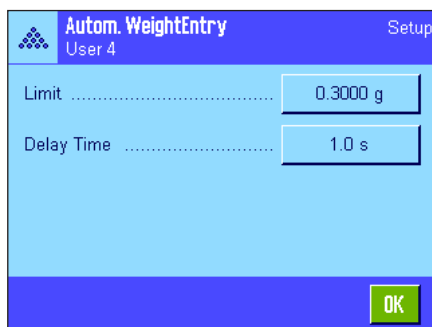 Autom. WeightEntry Setup
User 4
Limit .................................... 0.3000 g
Delay Time .......................... 1.0 s
OK